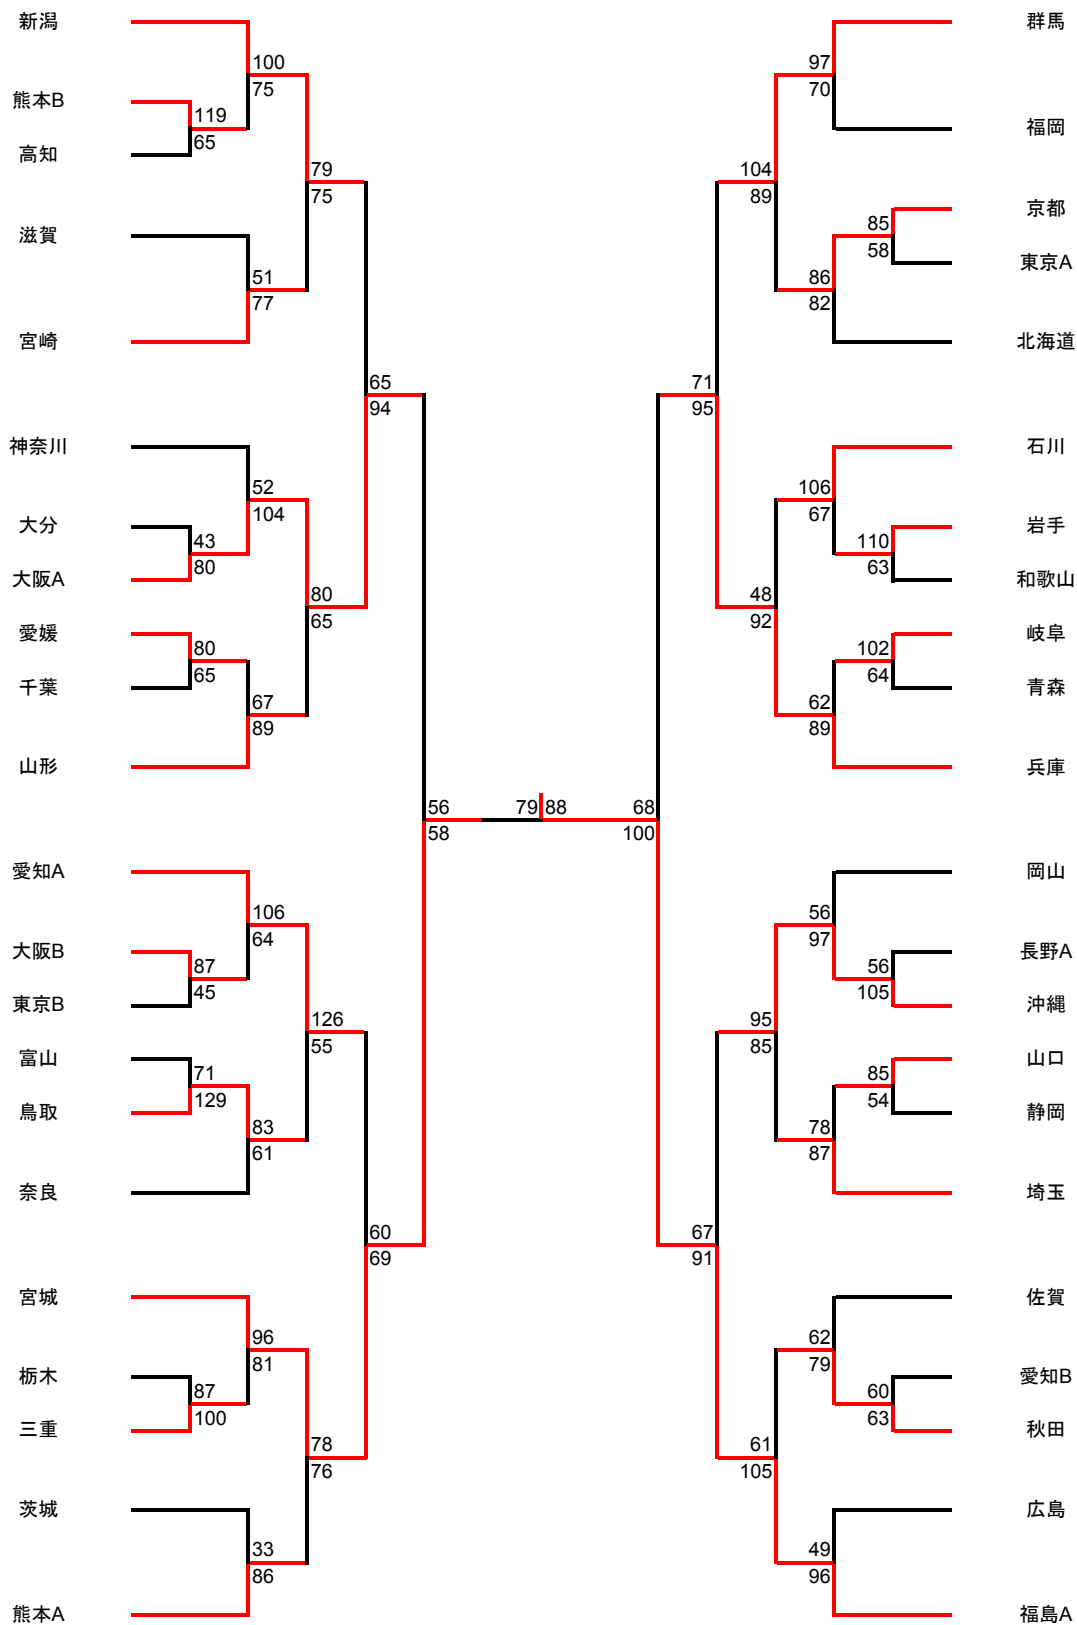 新潟
100
75
熊本B
119
65
高知
79
75
滋賀
51
77
宮崎
65
94
神奈川
52
104
大分
43
80
大阪A
80
65
愛媛
80
65
千葉
67
89
山形
56
58
愛知A
106
64
大阪B
87
45
東京B
126
55
富山
71
129
鳥取
83
61
奈良
60
69
宮城
96
81
栃木
87
100
三重
78
76
茨城
33
86
熊本A
79 88
群馬
97
70
福岡
104
89
京都
85
58
東京A
86
82
北海道
71
95
石川
106
67
岩手
110
63
和歌山
48
92
岐阜
102
64
青森
62
89
兵庫
68
100
岡山
56
97
長野A
56
105
沖縄
95
85
山口
85
54
静岡
78
87
埼玉
67
91
佐賀
62
79
愛知B
60
63
秋田
61
105
広島
49
96
福島A